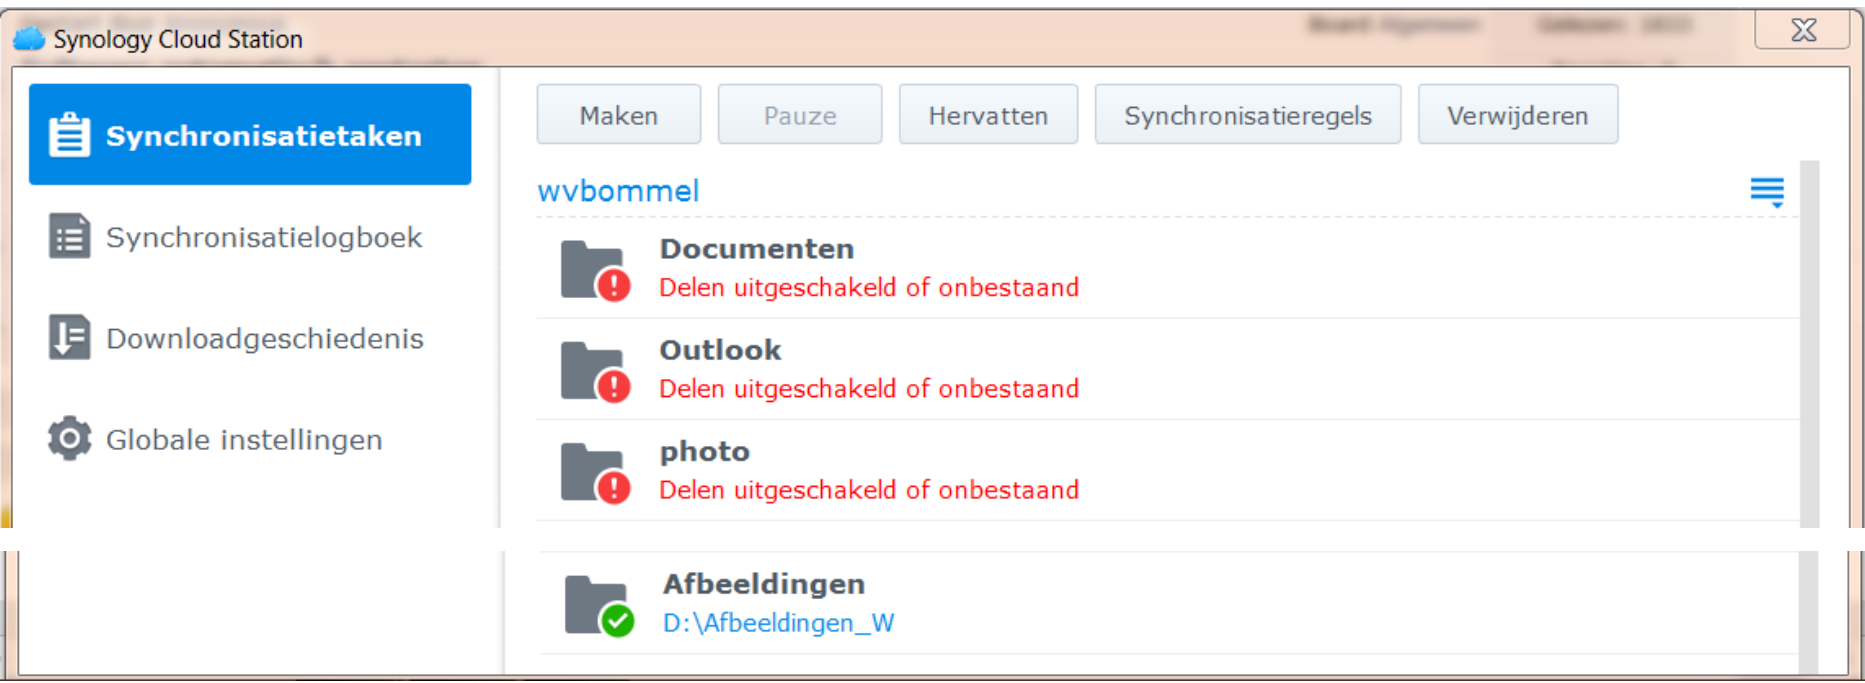 Synology Cloud Station
Synchronisatietaken
Synchronisatielogboek
Downloadgeschiedenis
Globale instellingen
Maken
Pauze
Hervatten
Synchronisatieregels
Verwijderen
wvbommel
Documenten
Delen uitgeschakeld of onbestaand
Outlook
Delen uitgeschakeld of onbestaand
photo
Delen uitgeschakeld of onbestaand
Afbeeldingen
D:\Afbeeldingen_W